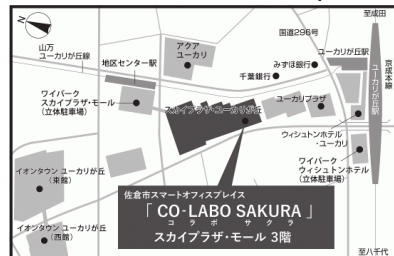 至成田
国道296号
ユーカリが丘駅
山万
ユーカリが丘線
地区センター駅
アクア
ユーカリ
みずほ銀行
千葉銀行
京成本線
ユーカリが丘駅
ワイパーク
スカイプラザ・モール
(立体駐車場)
スカイプラザ・ユーカリが丘
ユーカリプラザ
ウィシュトンホテル
・ユーカリ
ワイパーク
ウィシュトンホテル
(立体駐車場)
イオンタウン ユーカリが丘
(東館)
イオンタウン ユーカリが丘
(西館)
佐倉市スマートオフィスプレイス
「 CO-LABO SAKURA 」
コラボ サクラ
スカイプラザ・モール 3階
至八千代